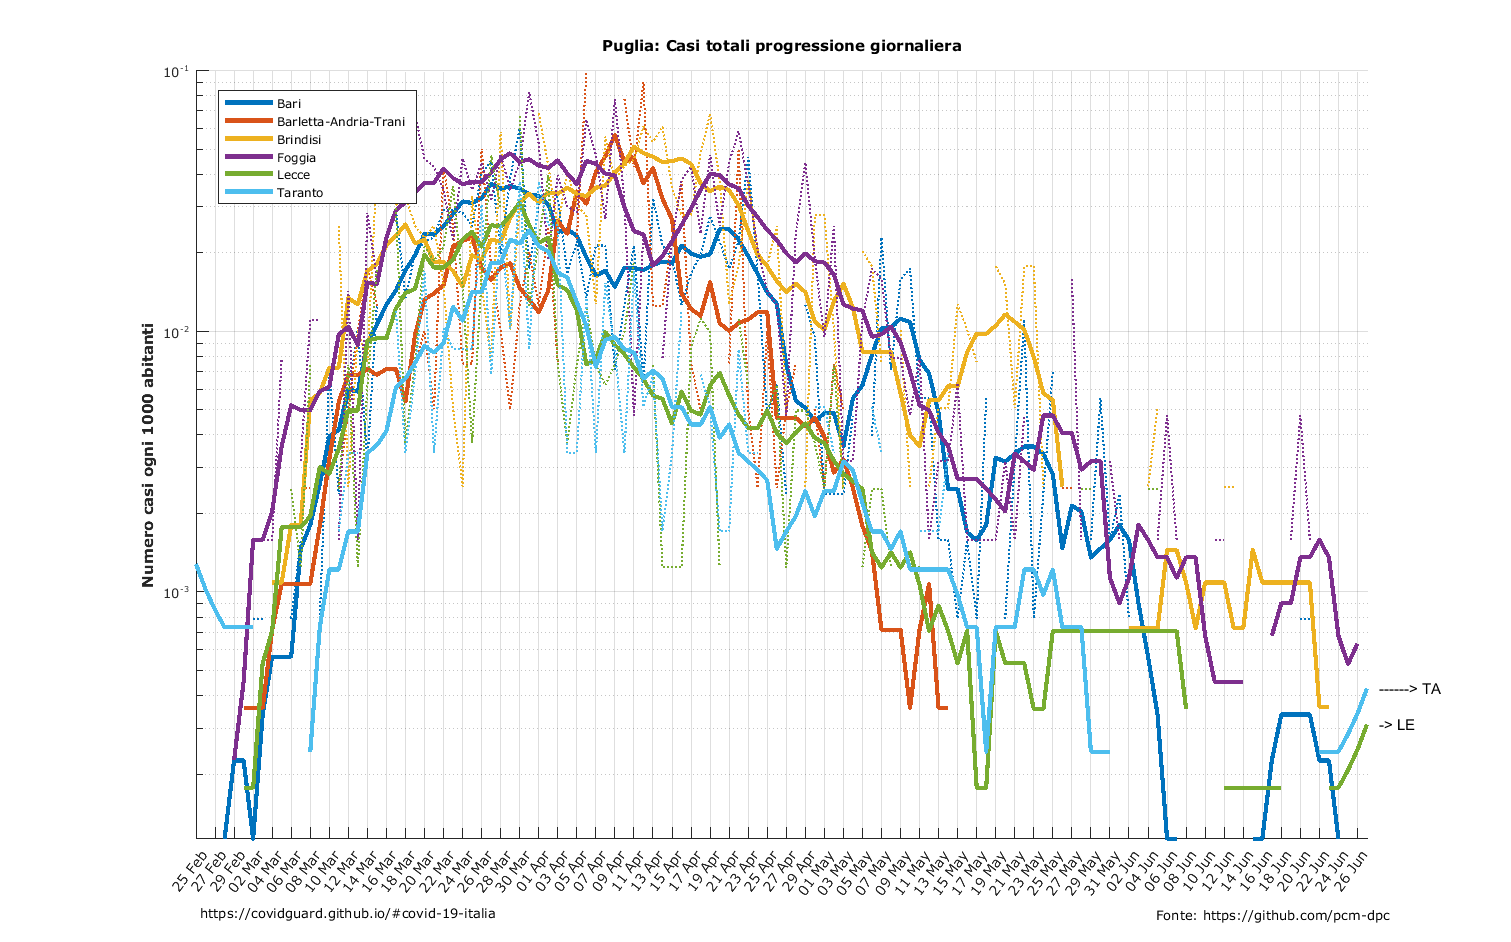 Puglia: Casi totali progressione giornaliera
Numero casi ogni 1000 abitanti
10^-1
10^-2
10^-3
Bari
Barletta-Andria-Trani
Brindisi
Foggia
Lecce
Taranto
------> TA
-> LE
25 Feb
27 Feb
29 Feb
02 Mar
04 Mar
06 Mar
08 Mar
10 Mar
12 Mar
14 Mar
16 Mar
18 Mar
20 Mar
22 Mar
24 Mar
26 Mar
28 Mar
30 Mar
01 Apr
03 Apr
05 Apr
07 Apr
09 Apr
11 Apr
13 Apr
15 Apr
17 Apr
19 Apr
21 Apr
23 Apr
25 Apr
27 Apr
29 Apr
01 May
03 May
05 May
07 May
09 May
11 May
13 May
15 May
17 May
19 May
21 May
23 May
25 May
27 May
29 May
31 May
02 Jun
04 Jun
06 Jun
08 Jun
10 Jun
12 Jun
14 Jun
16 Jun
18 Jun
20 Jun
22 Jun
24 Jun
26 Jun
https://covidguard.github.io/#covid-19-italia
Fonte: https://github.com/pcm-dpc